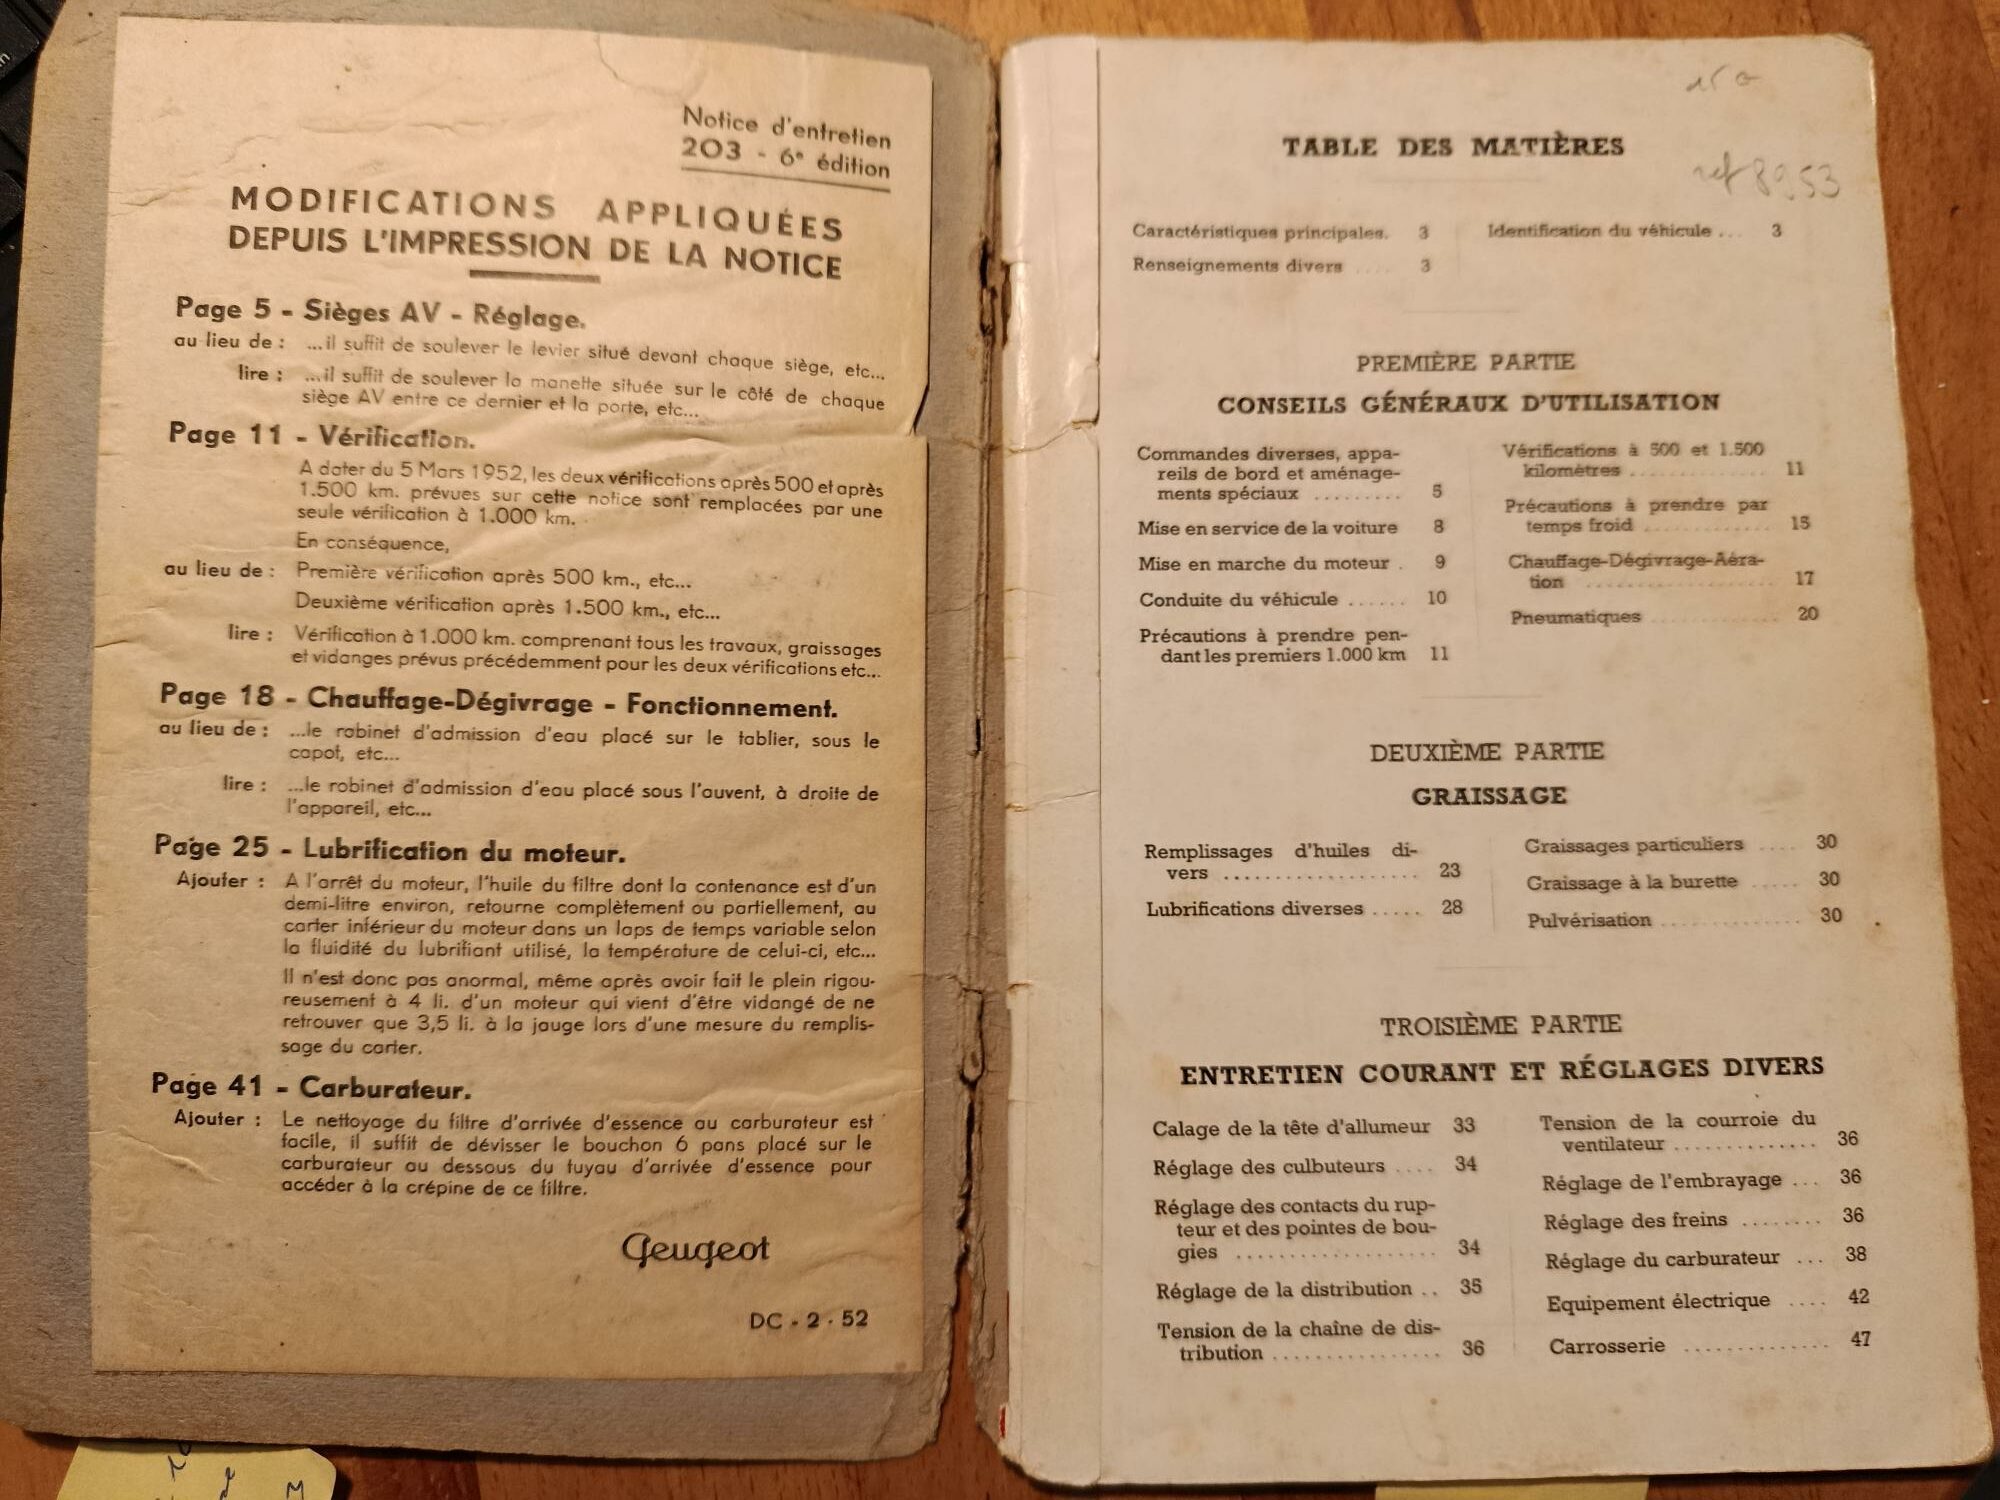 Notice d'entretien
203 - 6e édition
MODIFICATIONS APPLIQUÉES
DEPUIS L'IMPRESSION DE LA NOTICE
Page 5 - Sièges AV - Réglage.
au lieu de : ...il suffit de soulever le levier situé devant chaque siège, etc...
lire : ...il suffit de soulever la manette située sur le côté de chaque
siège AV entre ce dernier et la porte, etc...
Page 11 - Vérification.
A dater du 5 Mars 1952, les deux vérifications après 500 et après
1.500 km. prévues sur cette notice sont remplacées par une
seule vérification à 1.000 km.
En conséquence,
au lieu de : Première vérification après 500 km., etc...
Deuxième vérification après 1.500 km., etc...
lire : Vérification à 1.000 km. comprenant tous les travaux, graissages
et vidanges prévus précédemment pour les deux vérifications etc...
Page 18 - Chauffage-Dégivrage - Fonctionnement.
au lieu de : ...le robinet d'admission d'eau placé sur le tablier, sous le
capot, etc...
lire : ...le robinet d'admission d'eau placé sous l'auvent, à droite de
l'appareil, etc...
Page 25 - Lubrification du moteur.
Ajouter : A l'arrêt du moteur, l'huile du filtre dont la contenance est d'un
demi-litre environ, retourne complètement ou partiellement, au
carter inférieur du moteur dans un laps de temps variable selon
la fluidité du lubrifiant utilisé, la température de celui-ci, etc...
Il n'est donc pas anormal, même après avoir fait le plein rigou-
reusement à 4 li. d'un moteur qui vient d'être vidangé de ne
retrouver que 3,5 li. à la jauge lors d'une mesure du remplis-
sage du carter.
Page 41 - Carburateur.
Ajouter : Le nettoyage du filtre d'arrivée d'essence au carburateur est
facile, il suffit de dévisser le bouchon 6 pans placé sur le
carburateur au dessous du tuyau d'arrivée d'essence pour
accéder à la crépine de ce filtre.
Peugeot
DC - 2 - 52
TABLE DES MATIÈRES
ref 8953
Caractéristiques principales. 3
Renseignements divers .... 3
Identification du véhicule ... 3
PREMIÈRE PARTIE
CONSEILS GÉNÉRAUX D'UTILISATION
Commandes diverses, appa-
reils de bord et aménage-
ments spéciaux ......... 5
Mise en service de la voiture 8
Mise en marche du moteur . 9
Conduite du véhicule ...... 10
Précautions à prendre pen-
dant les premiers 1.000 km 11
Vérifications à 500 et 1.500
kilomètres ............... 11
Précautions à prendre par
temps froid ............. 15
Chauffage-Dégivrage-Aéra-
tion .................... 17
Pneumatiques ............. 20
DEUXIÈME PARTIE
GRAISSAGE
Remplissages d'huiles di-
vers ................... 23
Lubrifications diverses ..... 28
Graissages particuliers .... 30
Graissage à la burette ..... 30
Pulvérisation .............. 30
TROISIÈME PARTIE
ENTRETIEN COURANT ET RÉGLAGES DIVERS
Calage de la tête d'allumeur 33
Réglage des culbuteurs .... 34
Réglage des contacts du rup-
teur et des pointes de bou-
gies .................... 34
Réglage de la distribution .. 35
Tension de la chaîne de dis-
tribution ................. 36
Tension de la courroie du
ventilateur .............. 36
Réglage de l'embrayage ... 36
Réglage des freins ........ 36
Réglage du carburateur ... 38
Equipement électrique .... 42
Carrosserie .............. 47